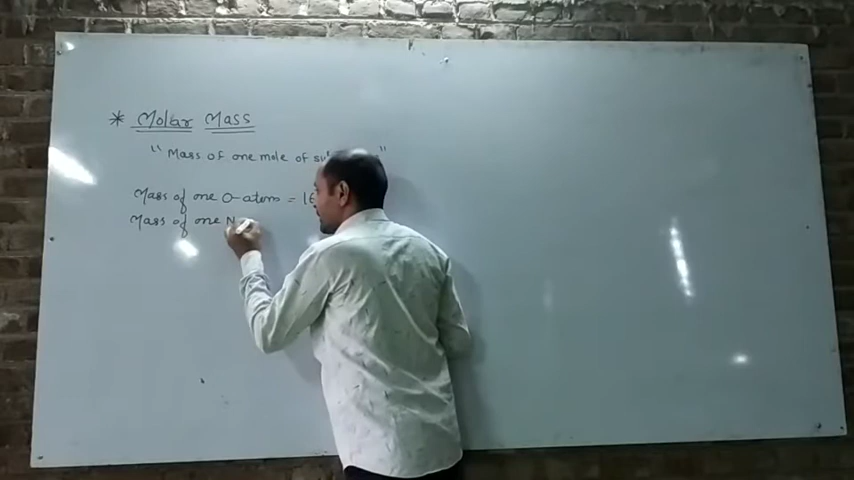 * Molar Mass
" Mass of one mole of "
Mass of one O-atom = 16
Mass of one N